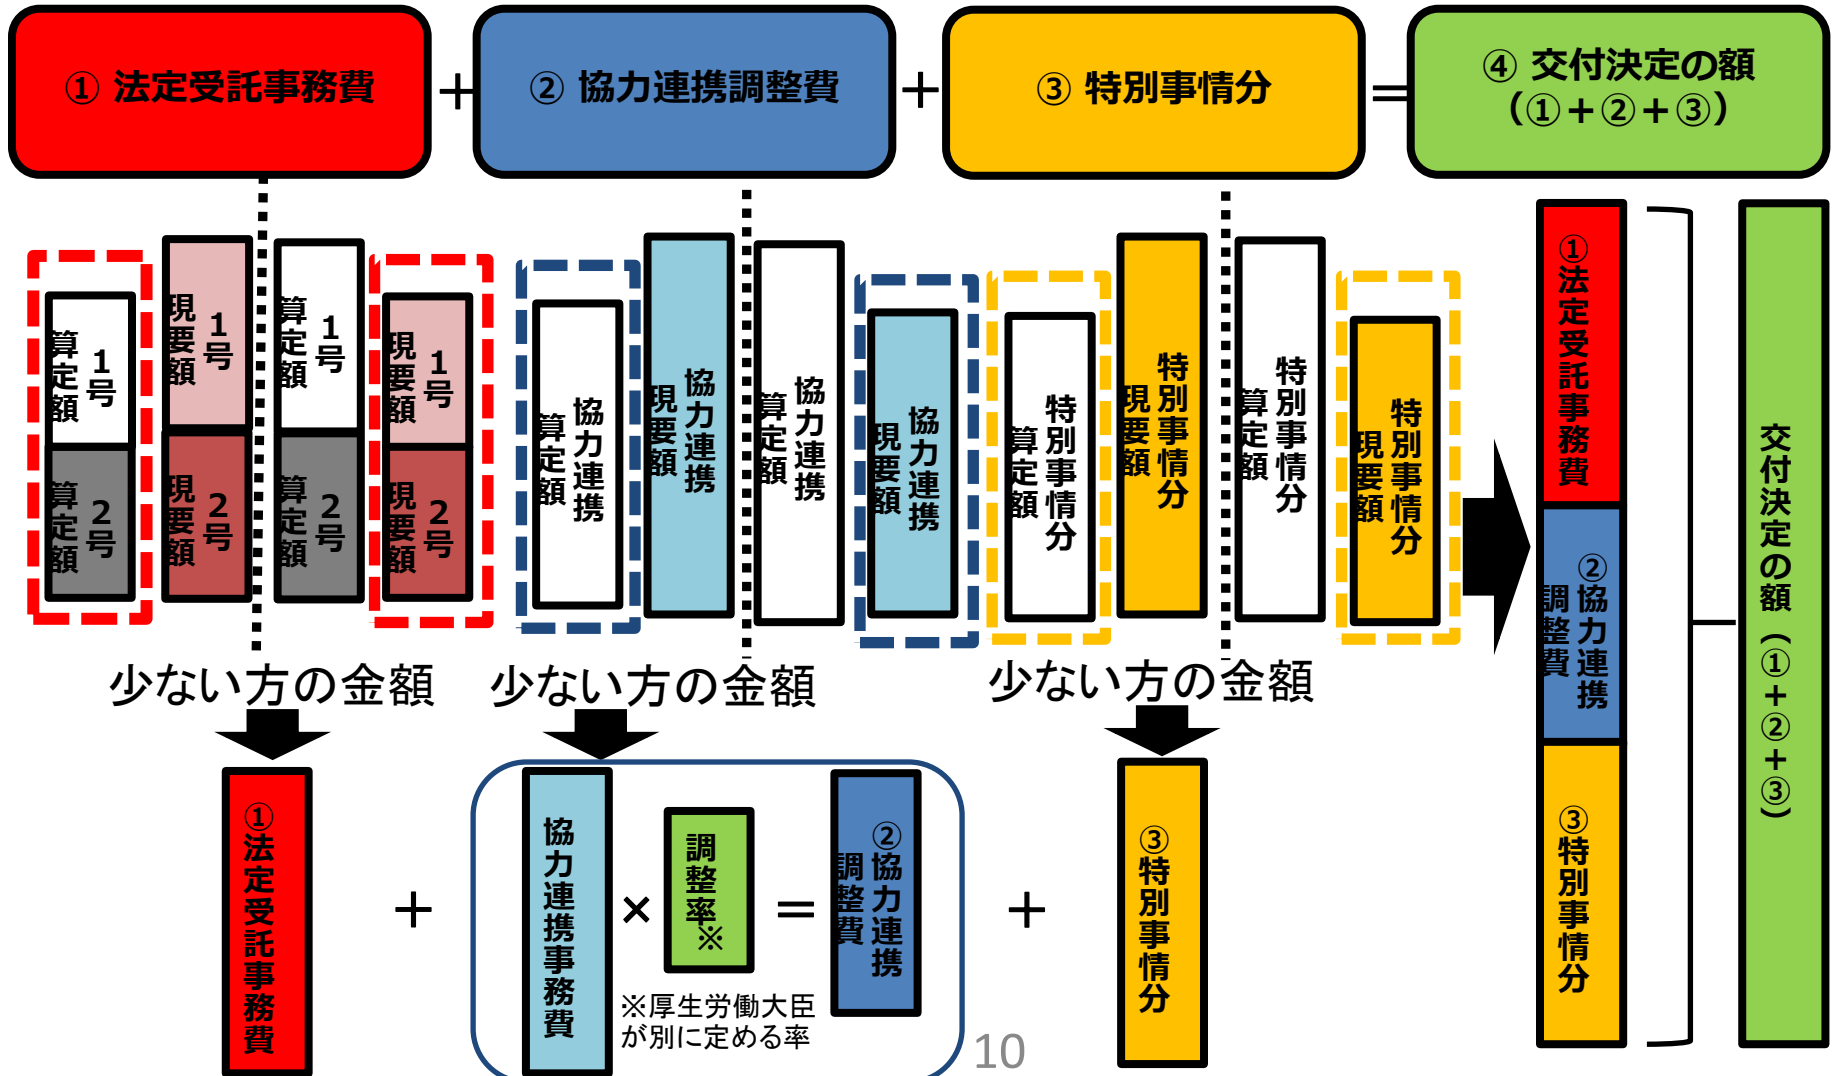 ① 法定受託事務費
＋
② 協力連携調整費
＋
③ 特別事情分
＝
④ 交付決定の額
（①＋②＋③）
1号
算定額
2号
算定額
1号
現要額
2号
現要額
1号
算定額
2号
算定額
1号
現要額
2号
現要額
協力連携
算定額
協力連携
現要額
協力連携
算定額
協力連携
現要額
特別事情分
算定額
特別事情分
現要額
特別事情分
算定額
特別事情分
現要額
少ない方の金額
少ない方の金額
少ない方の金額
①法定受託事務費
＋
協力連携事務費
×
調整率※
＝
②協力連携
調整費
※厚生労働大臣
が別に定める率
＋
③特別事情分
①法定受託事務費
②協力連携
調整費
③特別事情分
交付決定の額（①＋②＋③）
10